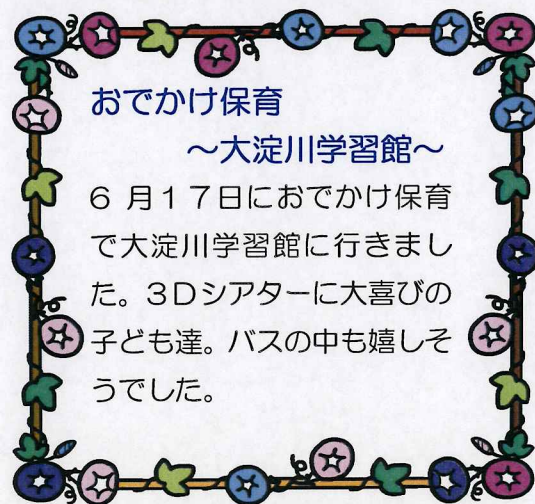 おでかけ保育
～大淀川学習館～
6 月１７日におでかけ保育
で大淀川学習館に行きまし
た。３Ｄシアターに大喜びの
子ども達。バスの中も嬉しそ
うでした。